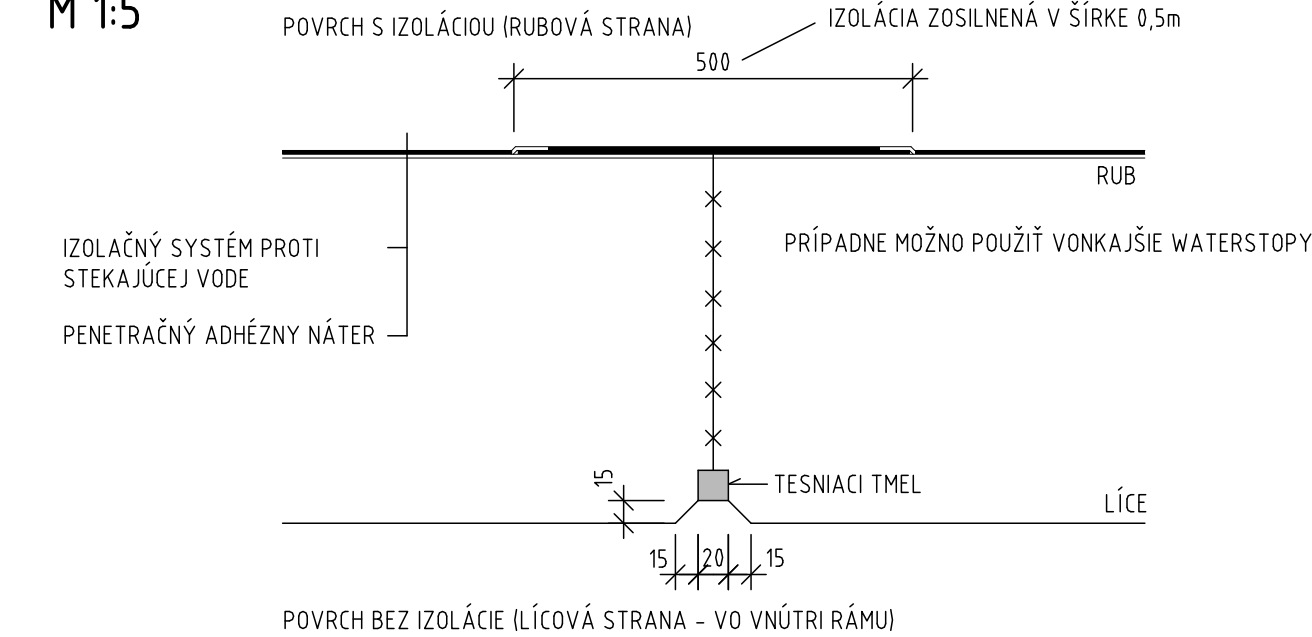 M 1:5
POVRCH S IZOLÁCIOU (RUBOVÁ STRANA)
IZOLÁCIA ZOSILNENÁ V ŠÍRKE 0,5m
500
RUB
IZOLAČNÝ SYSTÉM PROTI
STEKAJÚCEJ VODE
PRÍPADNE MOŽNO POUŽIŤ VONKAJŠIE WATERSTOPY
PENETRAČNÝ ADHÉZNY NÁTER
15
TESNIACI TMEL
LÍCE
15 20 15
POVRCH BEZ IZOLÁCIE (LÍCOVÁ STRANA - VO VNÚTRI RÁMU)